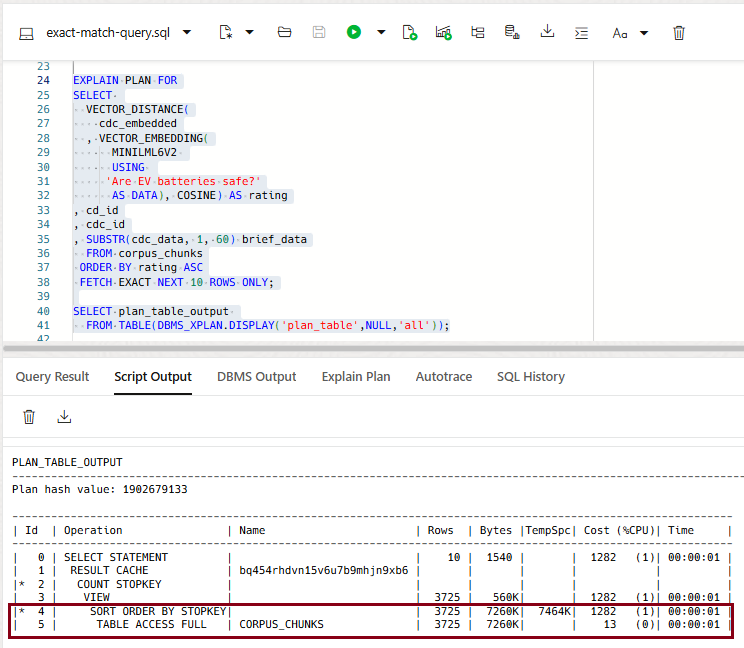 exact-match-query.sql
Aa
23
24 EXPLAIN PLAN FOR
25 SELECT
26   VECTOR_DISTANCE(
27     cdc_embedded
28   , VECTOR_EMBEDDING(
29       MINILML6V2
30       USING
31      'Are EV batteries safe?'
32       AS DATA), COSINE) AS rating
33 , cd_id
34 , cdc_id
35 , SUBSTR(cdc_data, 1, 60) brief_data
36   FROM corpus_chunks
37  ORDER BY rating ASC
38  FETCH EXACT NEXT 10 ROWS ONLY;
39
40 SELECT plan_table_output
41   FROM TABLE(DBMS_XPLAN.DISPLAY('plan_table',NULL,'all'));
42
Query Result Script Output DBMS Output Explain Plan Autotrace SQL History
PLAN_TABLE_OUTPUT
Plan hash value: 1902679133
| Id  | Operation                | Name                       | Rows  | Bytes |TempSpc| Cost (%CPU)| Time     |
|   0 | SELECT STATEMENT         |                            |    10 |  1540 |       |  1282   (1)| 00:00:01 |
|   1 |  RESULT CACHE            | bq454rhdvn15v6u7b9mhjn9xb6 |       |       |       |            |          |
|*  2 |   COUNT STOPKEY          |                            |       |       |       |            |          |
|   3 |    VIEW                  |                            |  3725 |   560K|       |  1282   (1)| 00:00:01 |
|*  4 |     SORT ORDER BY STOPKEY|                            |  3725 |  7260K|  7464K|  1282   (1)| 00:00:01 |
|   5 |      TABLE ACCESS FULL   | CORPUS_CHUNKS              |  3725 |  7260K|       |    13   (0)| 00:00:01 |